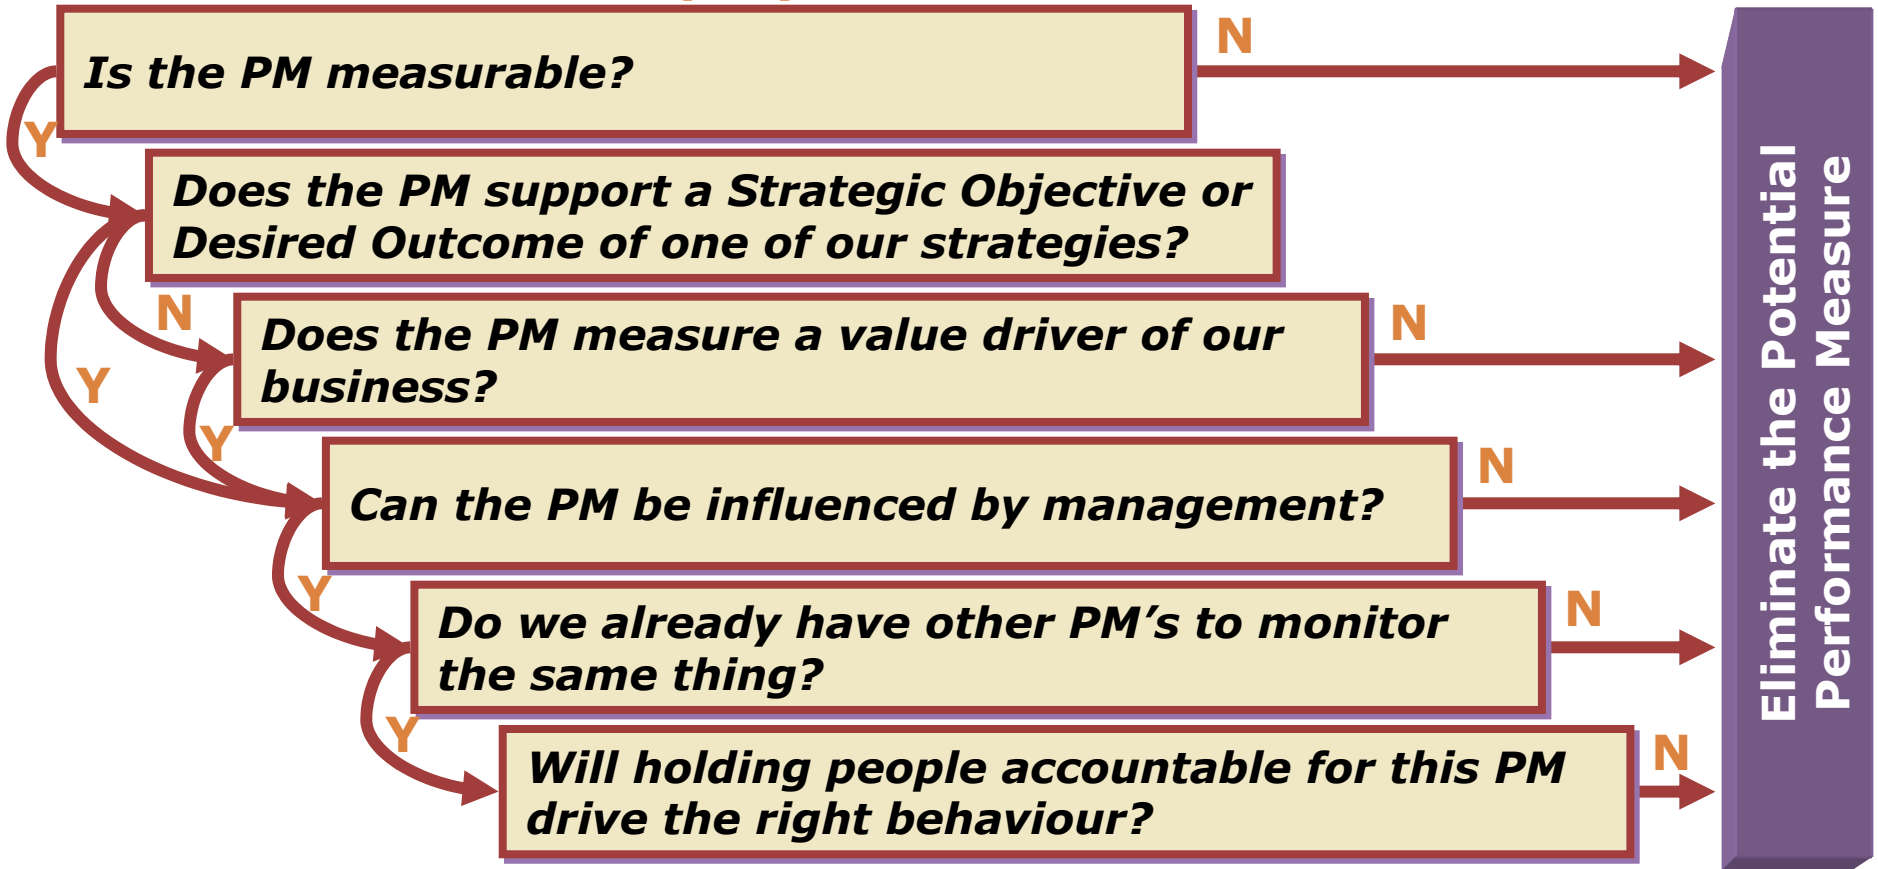 Is the PM measurable?
N
Y
Does the PM support a Strategic Objective or
Desired Outcome of one of our strategies?
N
Y
Does the PM measure a value driver of our
business?
N
Y
Can the PM be influenced by management?
N
Y
Do we already have other PM’s to monitor
the same thing?
N
Y
Will holding people accountable for this PM
drive the right behaviour?
N
Eliminate the Potential
Performance Measure